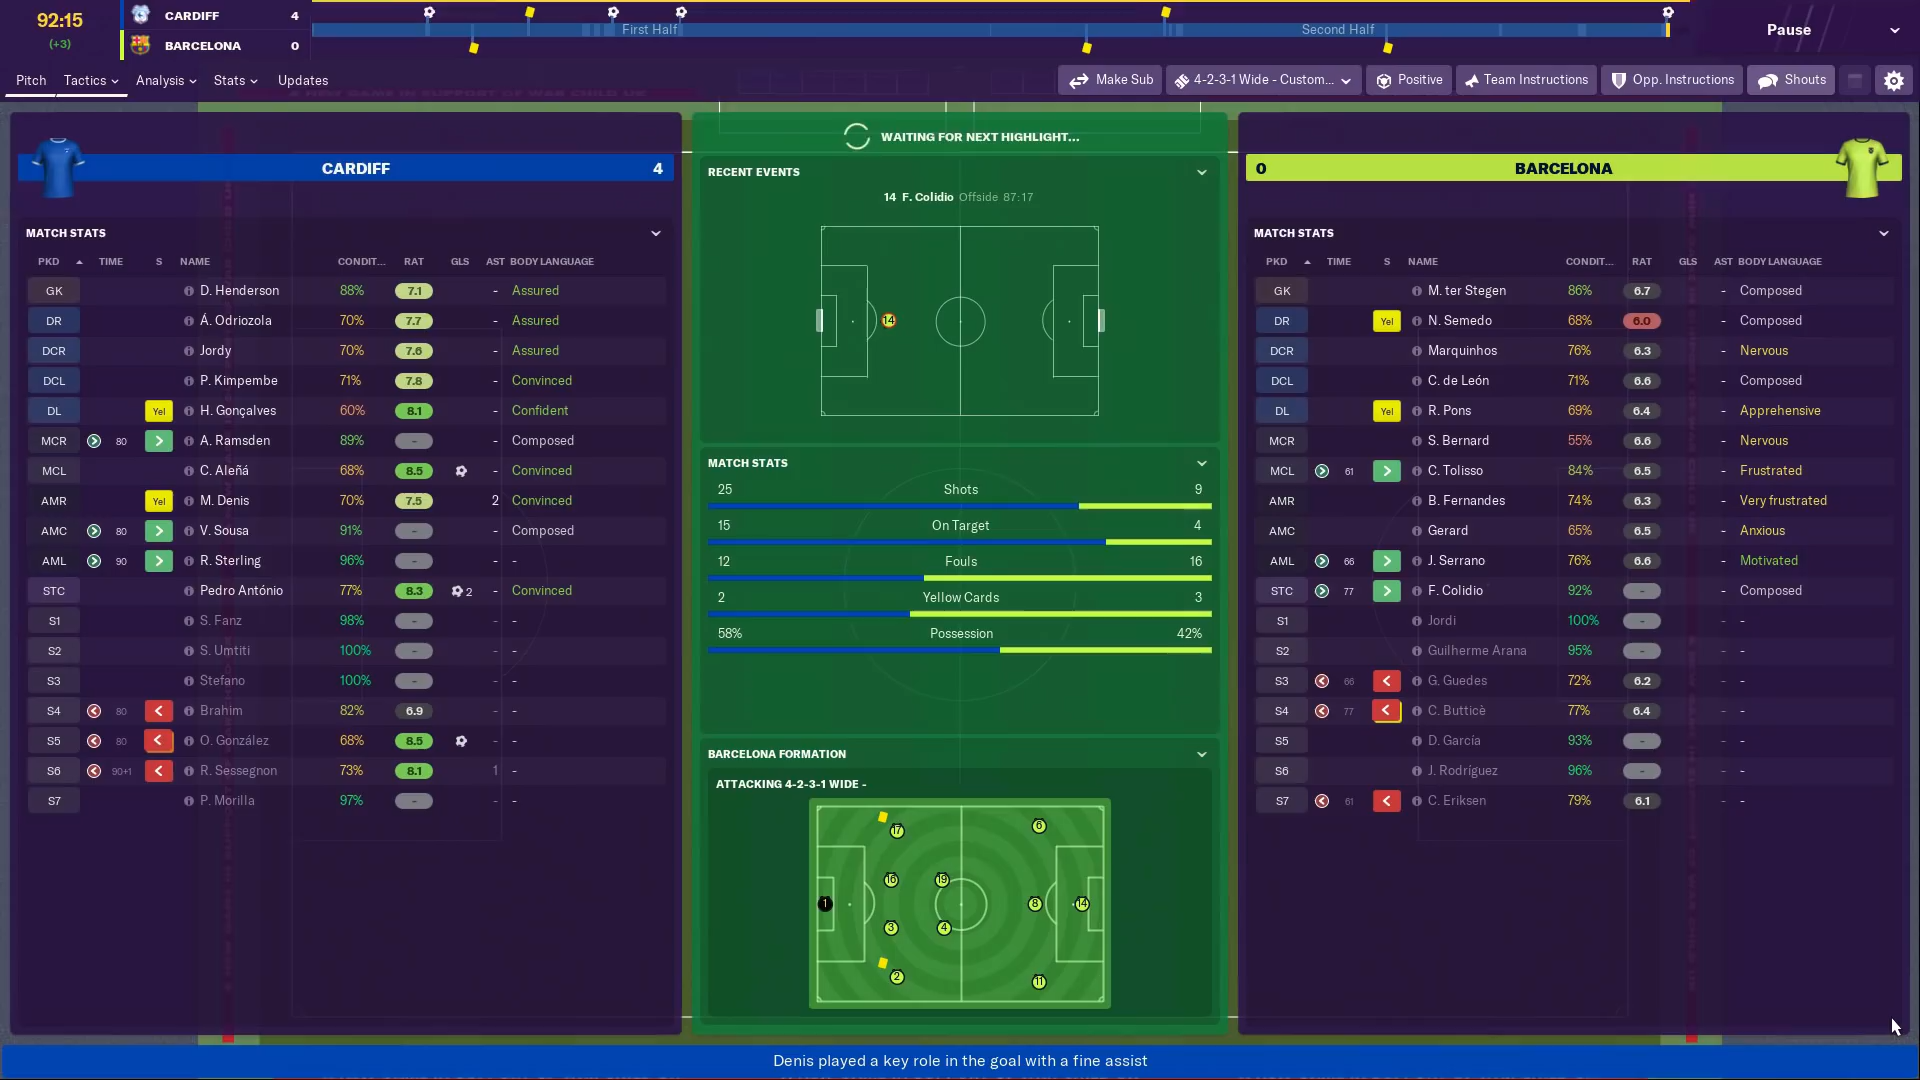 92:15
(+3)
CARDIFF 4
BARCELONA 0
First Half
Second Half
Pause
Pitch Tactics Analysis Stats Updates
Make Sub 4-2-3-1 Wide - Custom... Positive Team Instructions Opp. Instructions Shouts
CARDIFF 4
MATCH STATS
PKD TIME S NAME CONDIT... RAT GLS AST BODY LANGUAGE
GK D. Henderson 88% 7.1 - Assured
DR Á. Odriozola 70% 7.7 - Assured
DCR Jordy 70% 7.6 - Assured
DCL P. Kimpembe 71% 7.8 - Convinced
DL Yel H. Gonçalves 60% 8.1 - Confident
MCR 80 A. Ramsden 89% - - Composed
MCL C. Aleñá 68% 8.5 - Convinced
AMR Yel M. Denis 70% 7.5 2 Convinced
AMC 80 V. Sousa 91% - - Composed
AML 90 R. Sterling 96% - - -
STC Pedro António 77% 8.3 2 - Convinced
S1 S. Fanz 98% - - -
S2 S. Umtiti 100% - - -
S3 Stefano 100% - - -
S4 80 Brahim 82% 6.9 - -
S5 80 O. González 68% 8.5 - -
S6 90+1 R. Sessegnon 73% 8.1 1 -
S7 P. Morilla 97% - - -
WAITING FOR NEXT HIGHLIGHT...
RECENT EVENTS
14 F. Colidio Offside 87:17
14
MATCH STATS
25 Shots 9
15 On Target 4
12 Fouls 16
2 Yellow Cards 3
58% Possession 42%
BARCELONA FORMATION
ATTACKING 4-2-3-1 WIDE -
17 6
16 19
1 8 14
3 4
2 11
0 BARCELONA
MATCH STATS
PKD TIME S NAME CONDIT... RAT GLS AST BODY LANGUAGE
GK M. ter Stegen 86% 6.7 - Composed
DR Yel N. Semedo 68% 6.0 - Composed
DCR Marquinhos 76% 6.3 - Nervous
DCL C. de León 71% 6.6 - Composed
DL Yel R. Pons 69% 6.4 - Apprehensive
MCR S. Bernard 55% 6.6 - Nervous
MCL 61 C. Tolisso 84% 6.5 - Frustrated
AMR B. Fernandes 74% 6.3 - Very frustrated
AMC Gerard 65% 6.5 - Anxious
AML 66 J. Serrano 76% 6.6 - Motivated
STC 77 F. Colidio 92% - - Composed
S1 Jordi 100% - - -
S2 Guilherme Arana 95% - - -
S3 66 G. Guedes 72% 6.2 - -
S4 77 C. Butticè 77% 6.4 - -
S5 D. García 93% - - -
S6 J. Rodríguez 96% - - -
S7 61 C. Eriksen 79% 6.1 - -
Denis played a key role in the goal with a fine assist